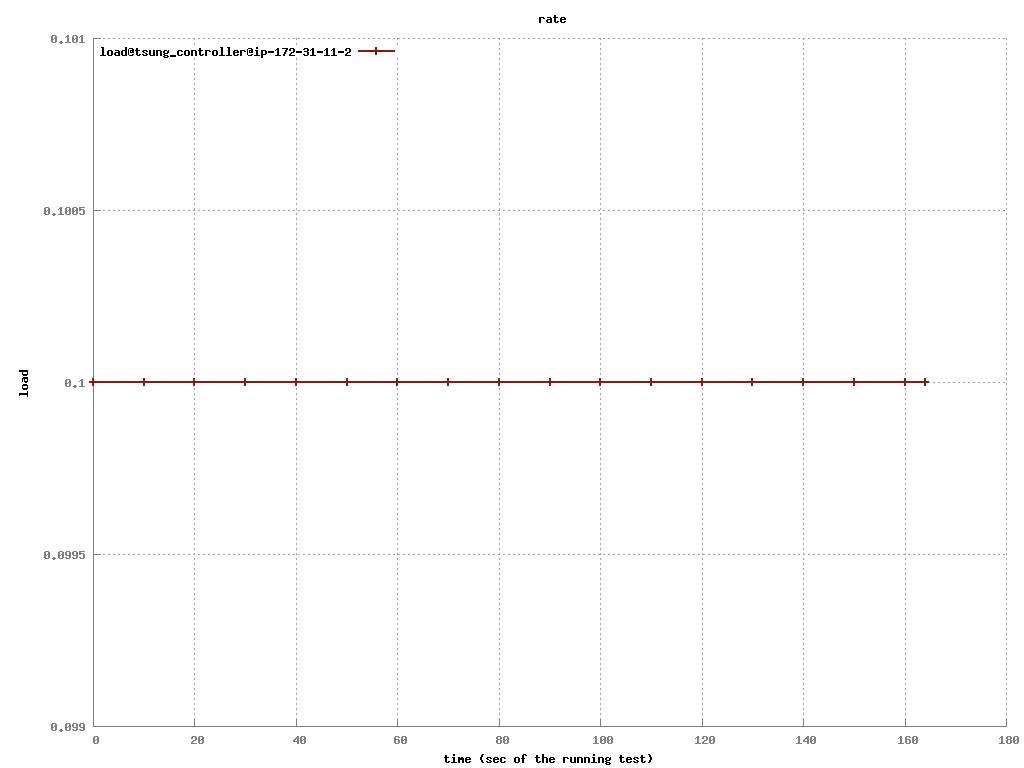 rate
0.101
load@tsung_controller@ip-172-31-11-2
0.1005
load
0.1
0.0995
0.099
0 20 40 60 80 100 120 140 160 180
time (sec of the running test)